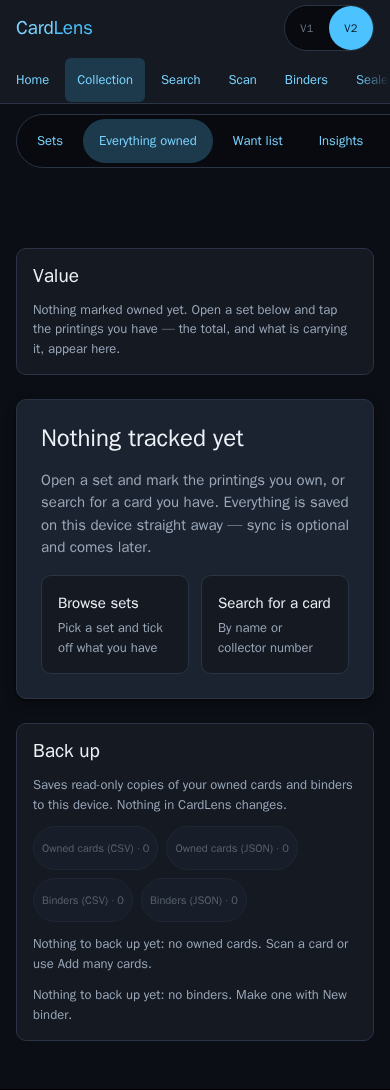 CardLens
V1 V2
Home Collection Search Scan Binders Seale
Sets Everything owned Want list Insights
Value
Nothing marked owned yet. Open a set below and tap
the printings you have — the total, and what is carrying
it, appear here.
Nothing tracked yet
Open a set and mark the printings you own, or
search for a card you have. Everything is saved
on this device straight away — sync is optional
and comes later.
Browse sets
Pick a set and tick
off what you have
Search for a card
By name or
collector number
Back up
Saves read-only copies of your owned cards and binders
to this device. Nothing in CardLens changes.
Owned cards (CSV) · 0 Owned cards (JSON) · 0
Binders (CSV) · 0 Binders (JSON) · 0
Nothing to back up yet: no owned cards. Scan a card or
use Add many cards.
Nothing to back up yet: no binders. Make one with New
binder.